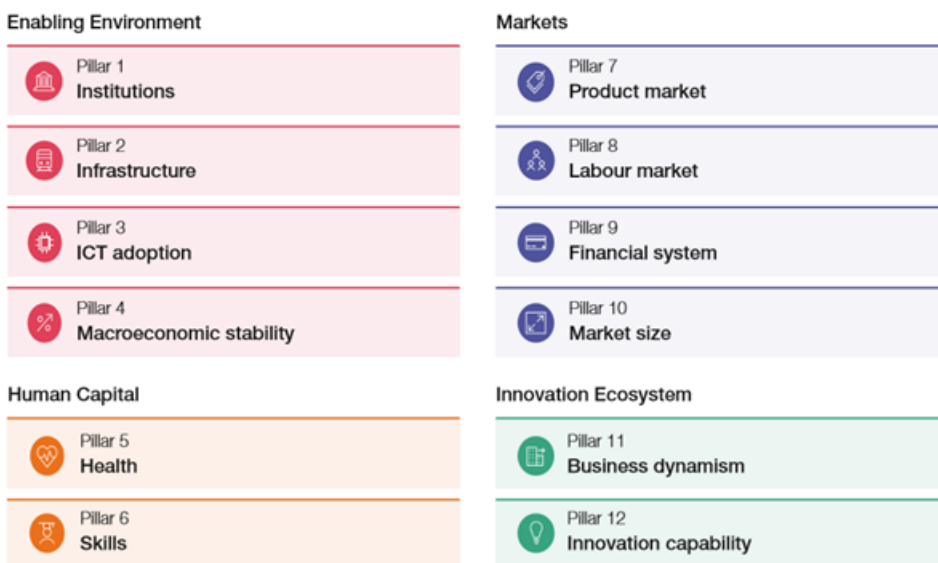 Enabling Environment
Pillar 1
Institutions
Pillar 2
Infrastructure
Pillar 3
ICT adoption
Pillar 4
Macroeconomic stability
Human Capital
Pillar 5
Health
Pillar 6
Skills
Markets
Pillar 7
Product market
Pillar 8
Labour market
Pillar 9
Financial system
Pillar 10
Market size
Innovation Ecosystem
Pillar 11
Business dynamism
Pillar 12
Innovation capability